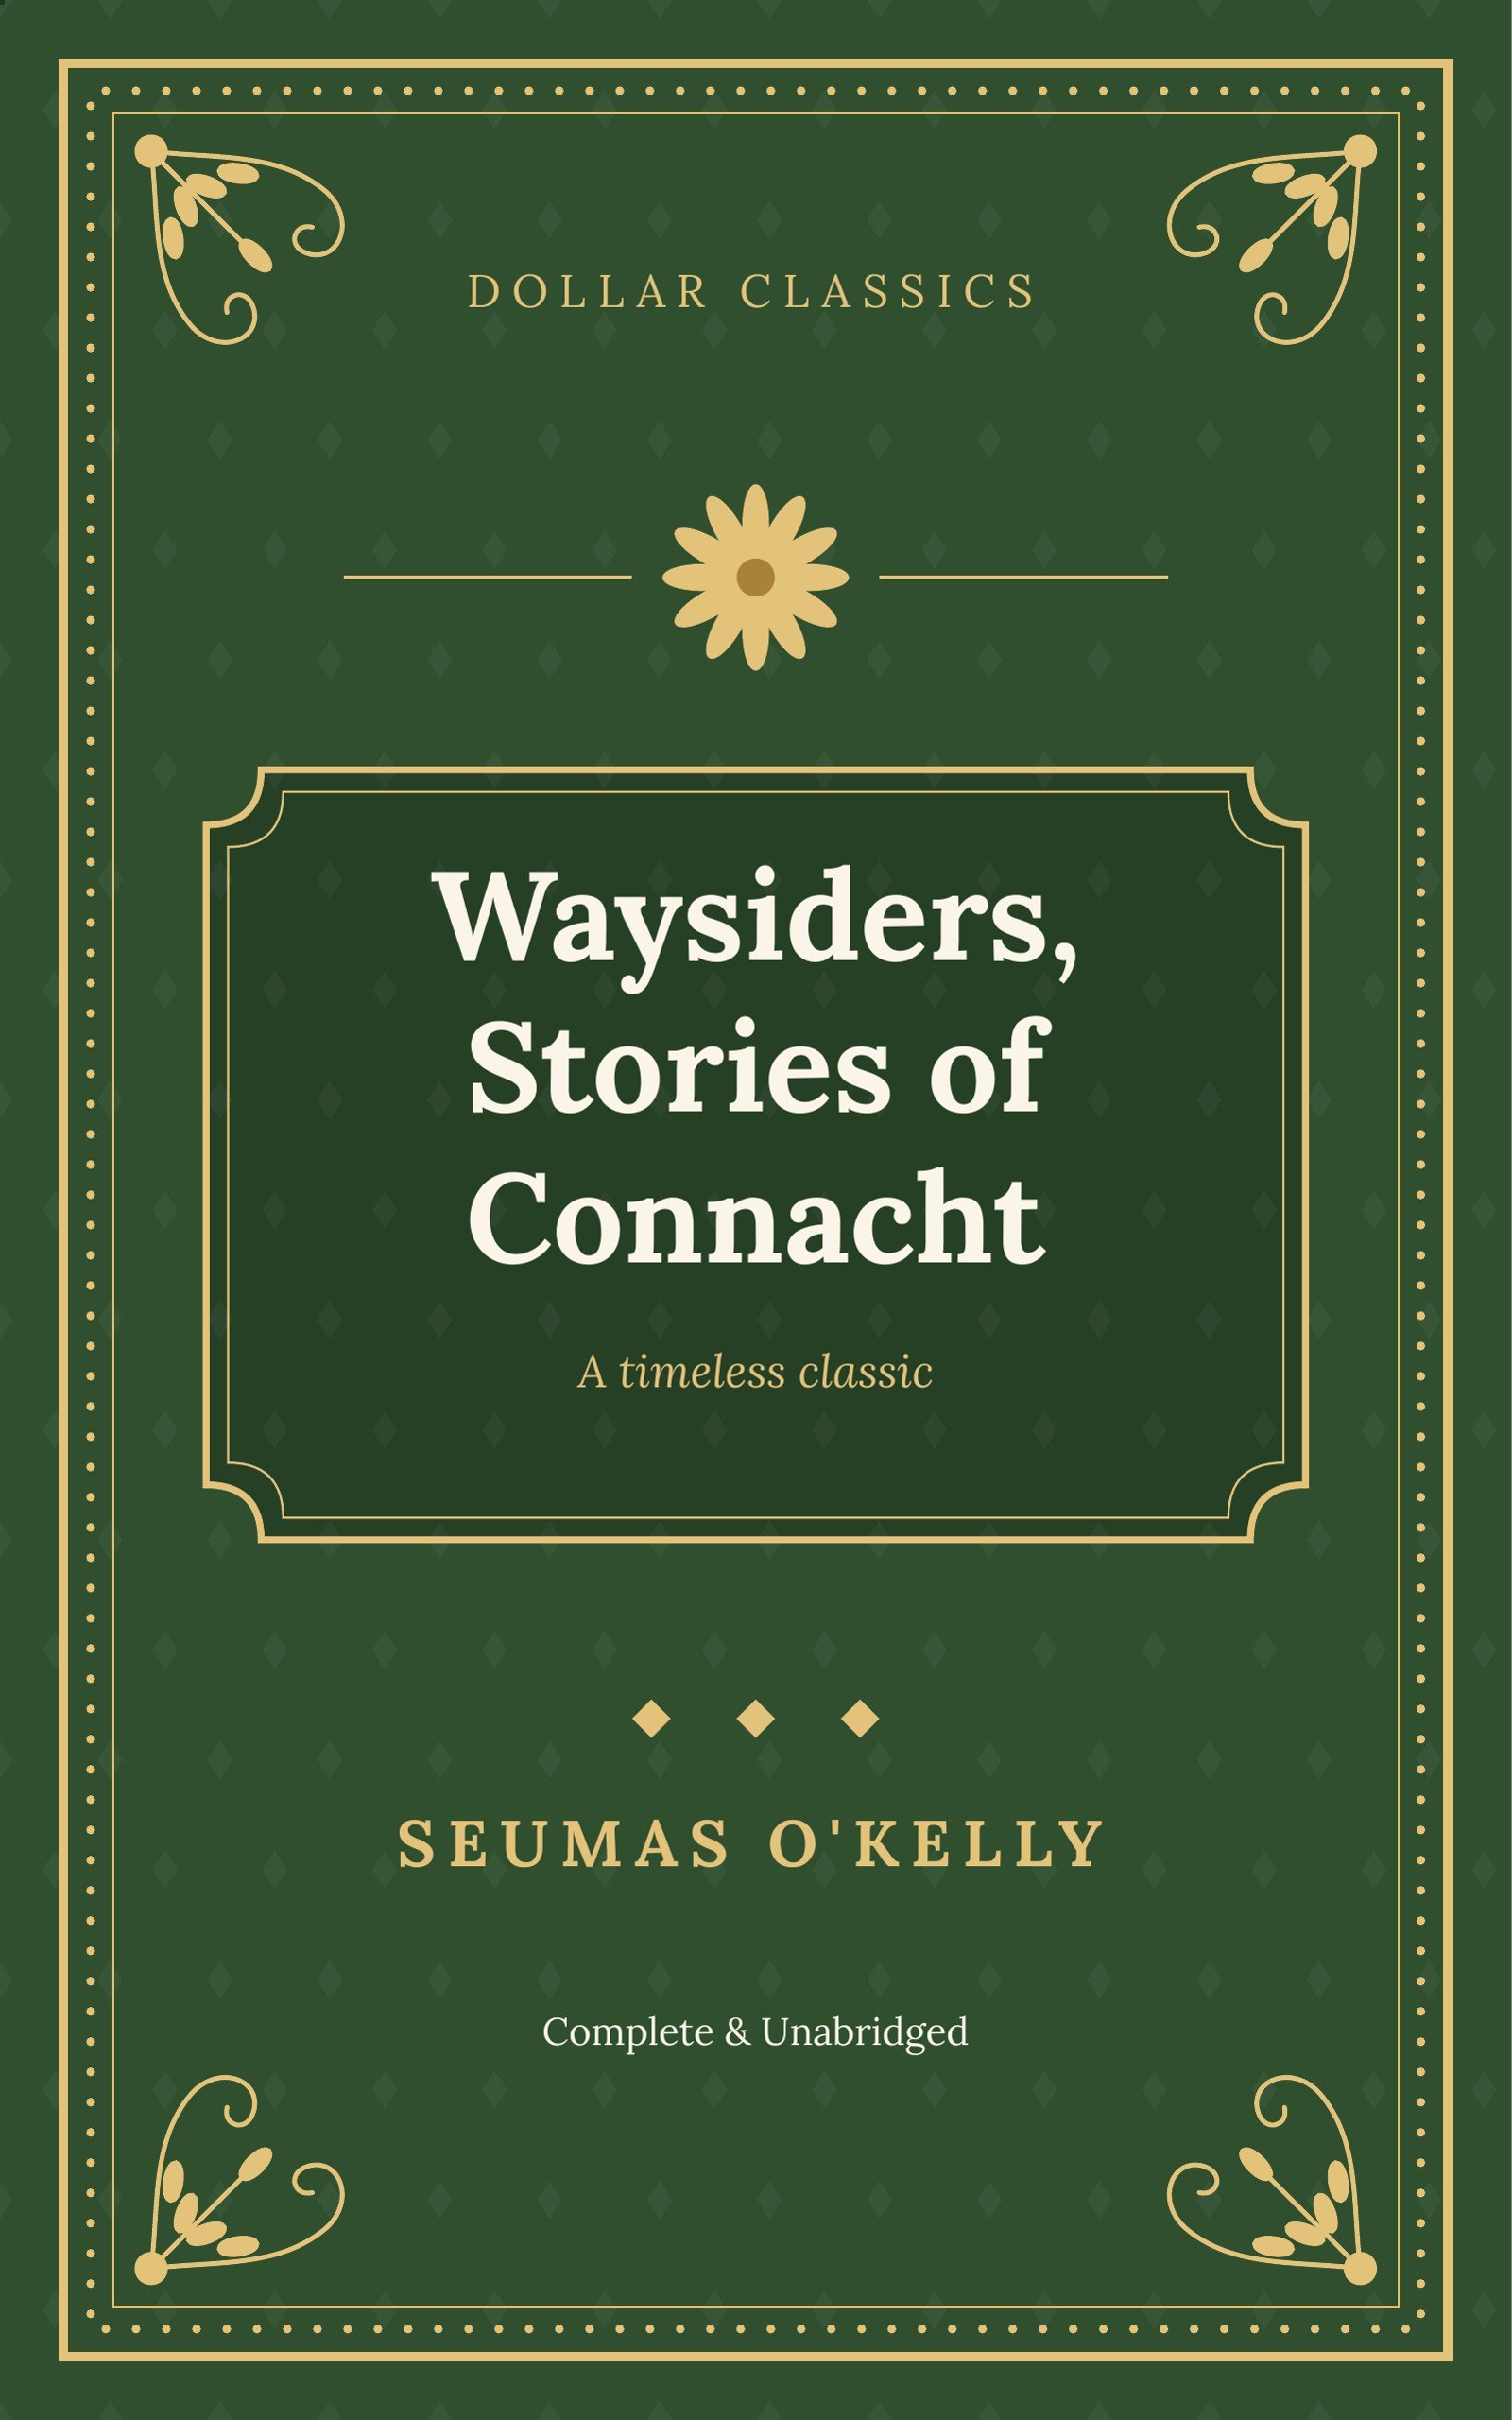 DOLLAR CLASSICS
Waysiders,
Stories of
Connacht
A timeless classic
SEUMAS O'KELLY
Complete & Unabridged